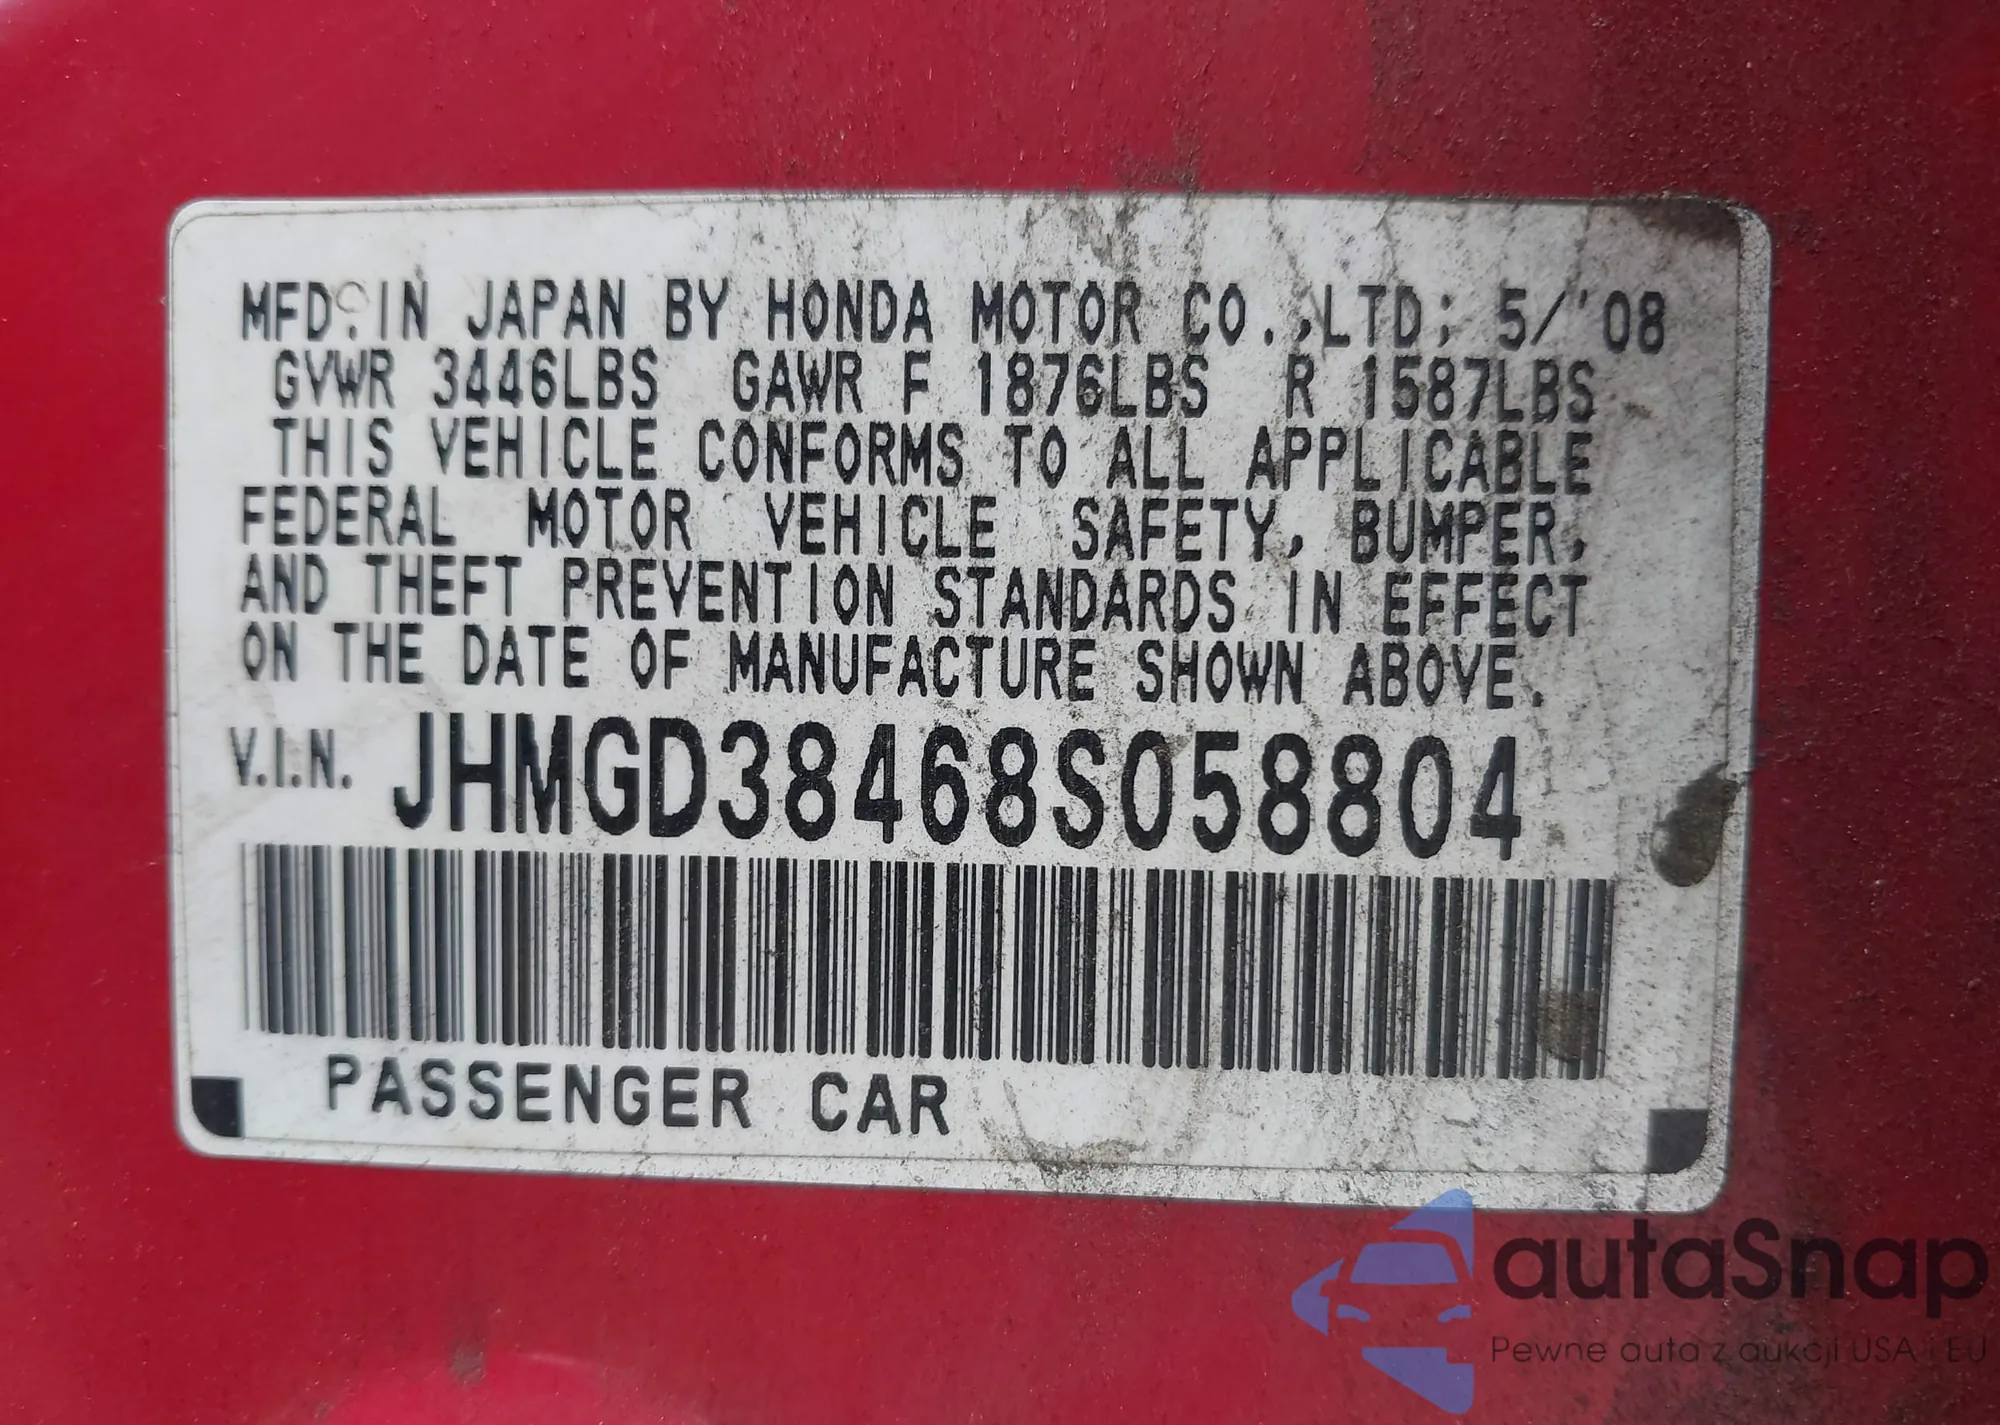 MFD. IN JAPAN BY HONDA MOTOR CO.,LTD; 5/'08
GVWR 3446LBS GAWR F 1876LBS R 1587LBS
THIS VEHICLE CONFORMS TO ALL APPLICABLE
FEDERAL MOTOR VEHICLE SAFETY, BUMPER,
AND THEFT PREVENTION STANDARDS IN EFFECT
ON THE DATE OF MANUFACTURE SHOWN ABOVE.
V.I.N. JHMGD38468S058804
PASSENGER CAR
autaSnap
Pewne auta z aukcji USA i EU